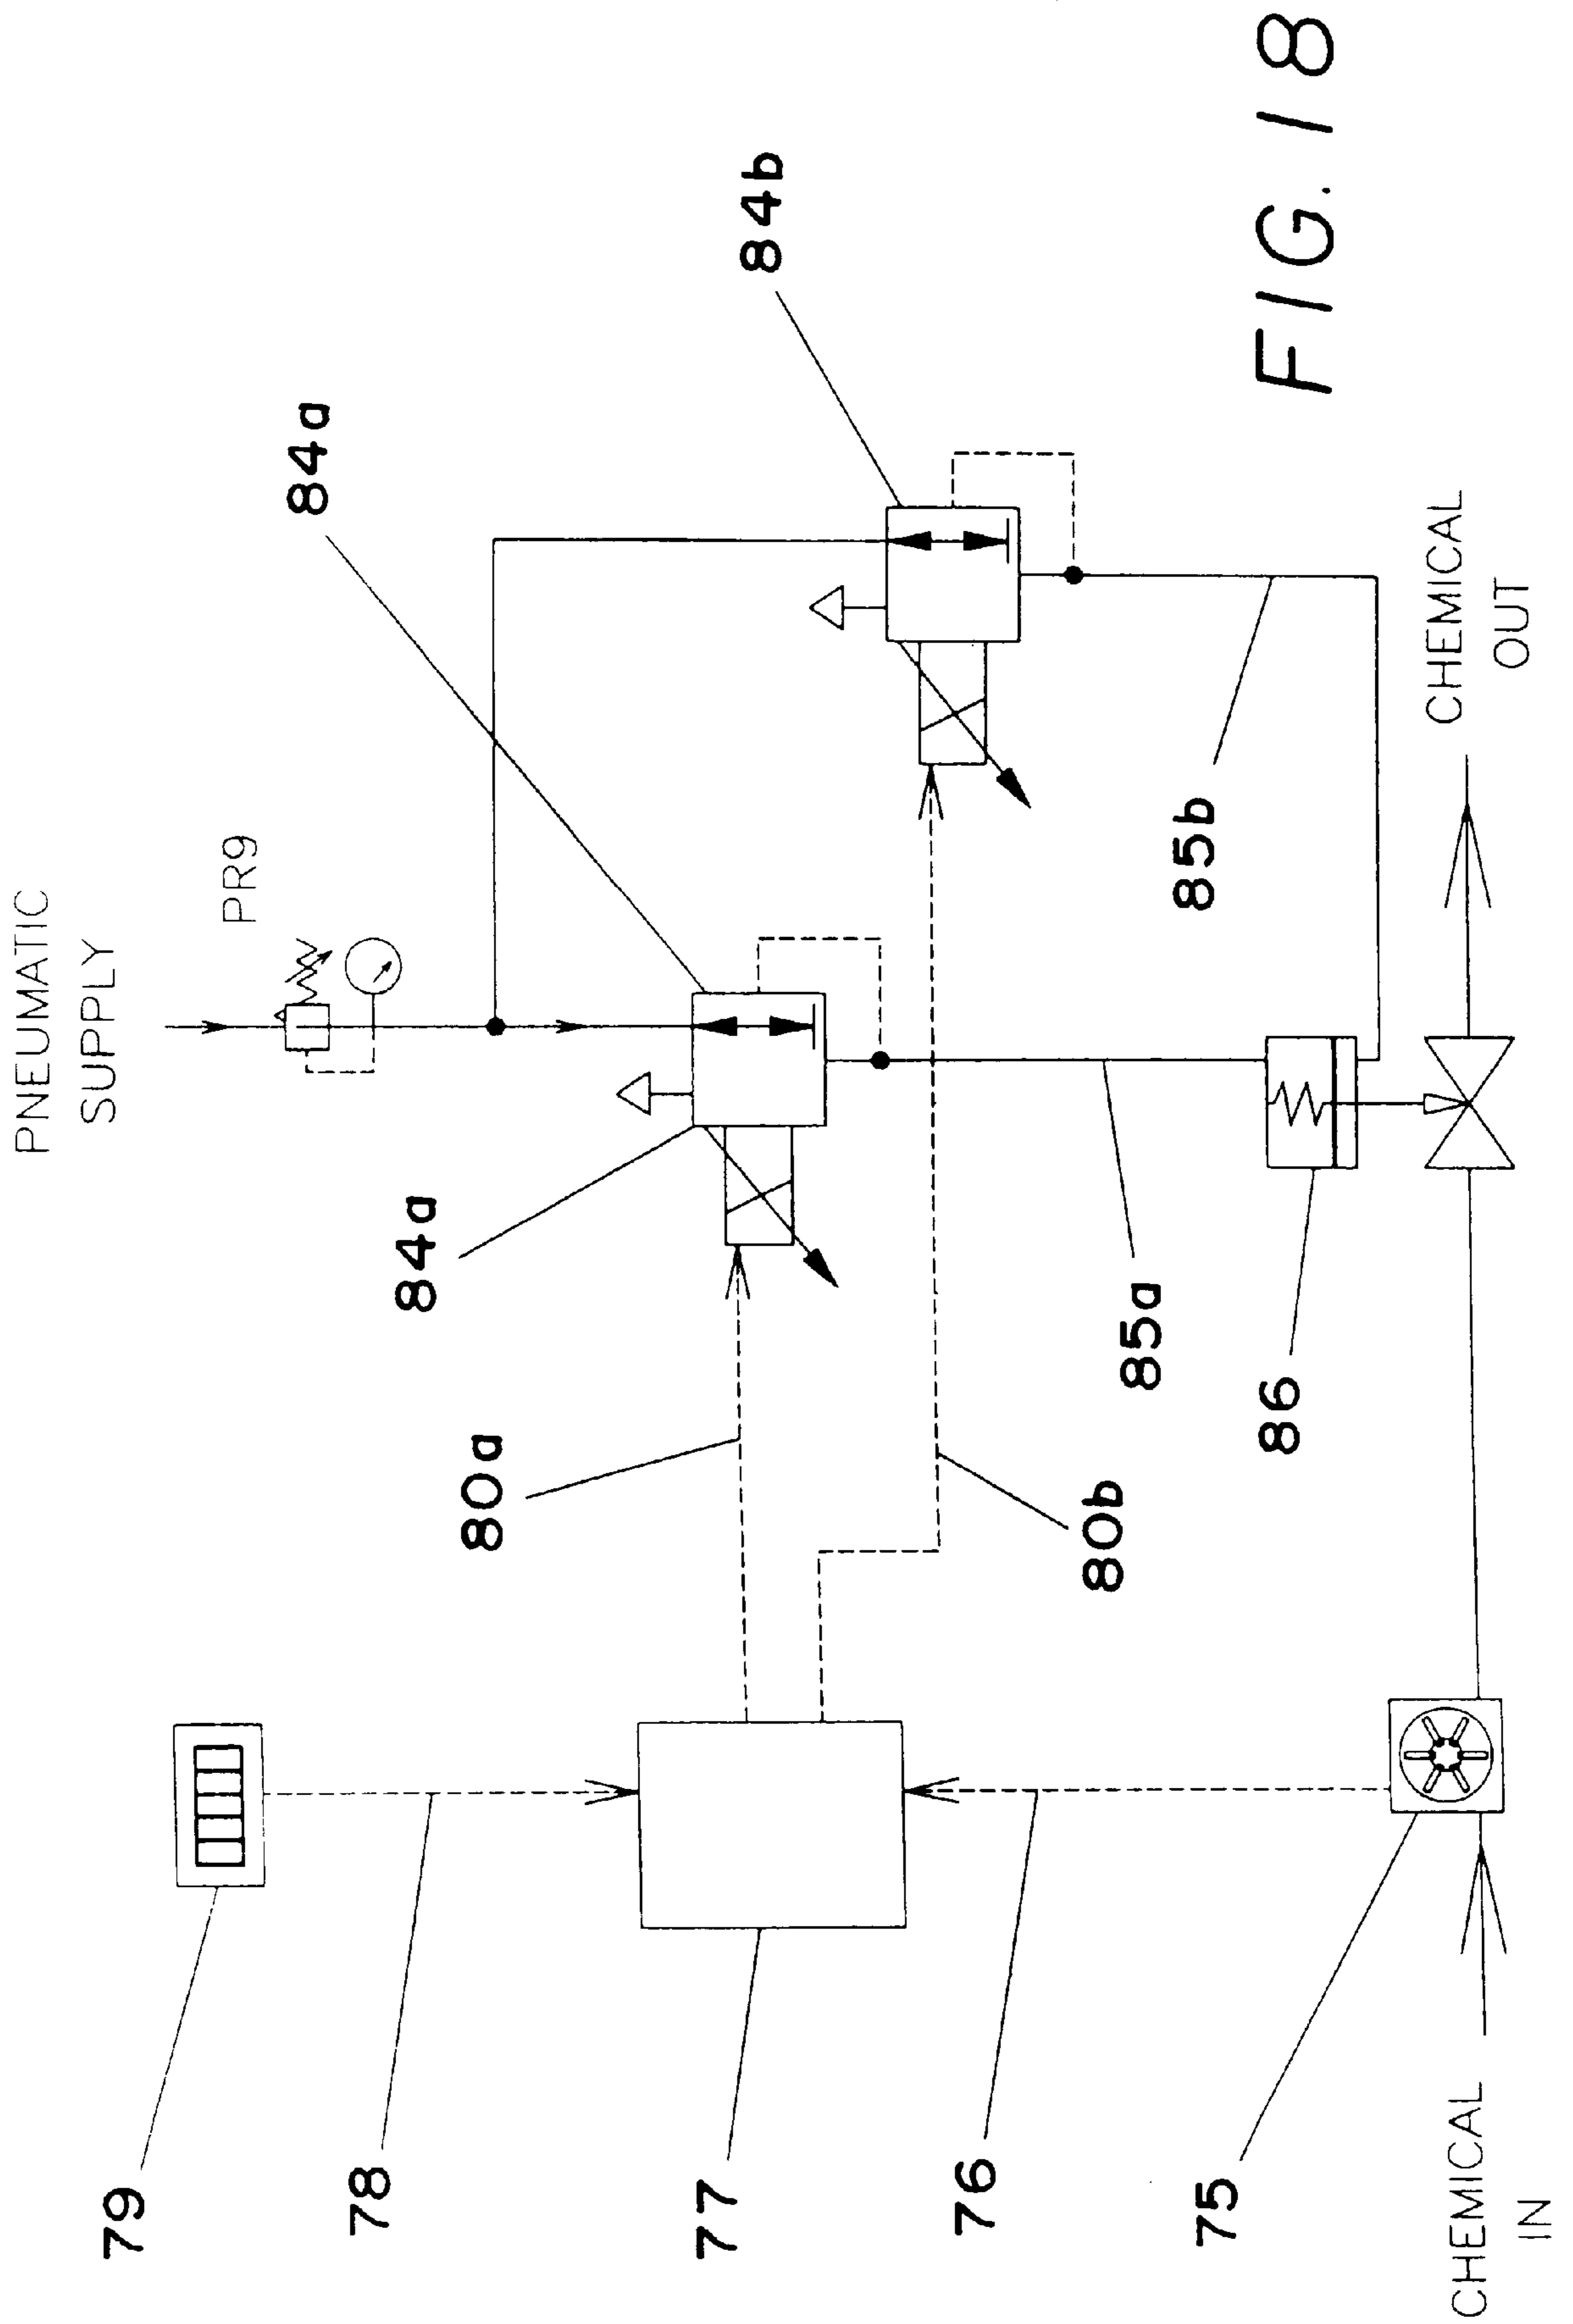 PNEUMATIC
SUPPLY
PR9
84a
84b
84a
79
78
77
80a
80b
76
85a
85b
86
75
CHEMICAL
IN
CHEMICAL
OUT
FIG. 18